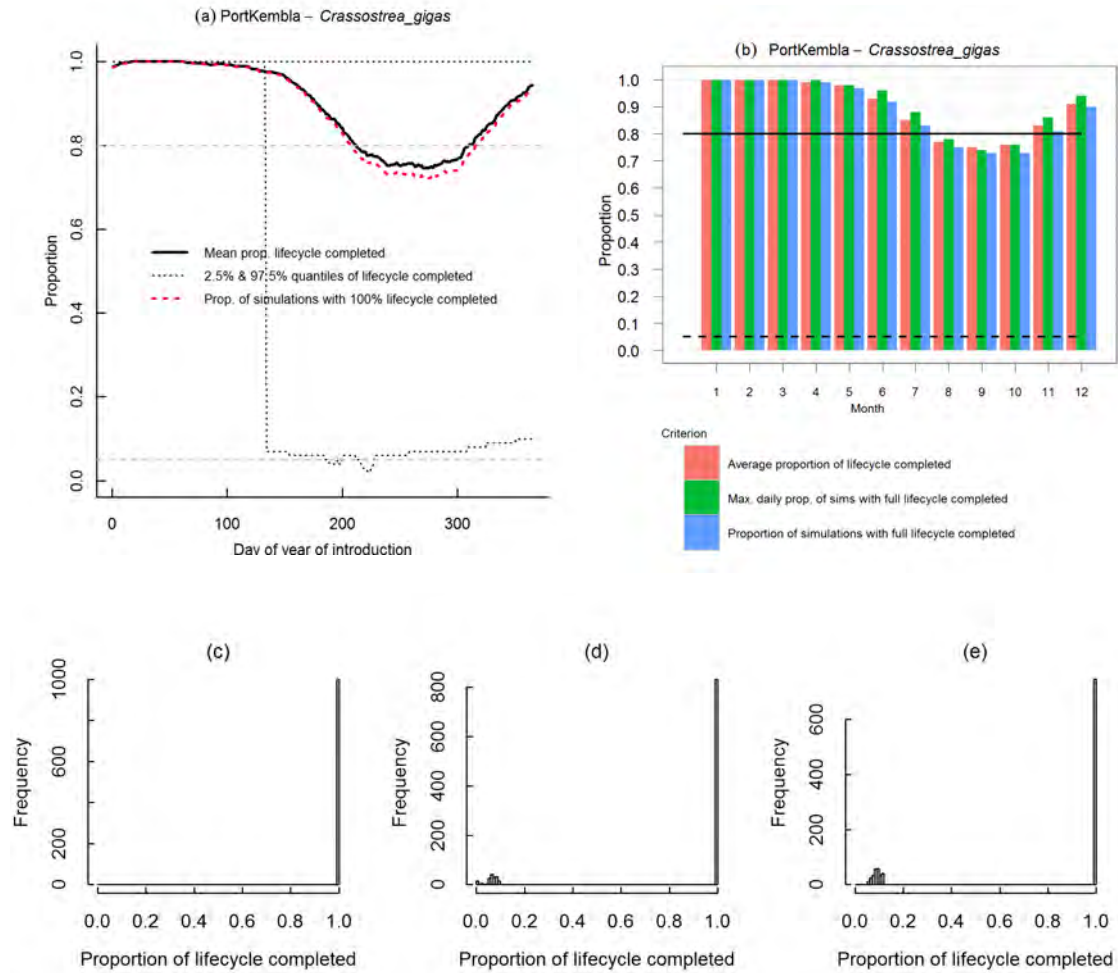 (a) PortKembla – Crassostrea_gigas
1.0
0.8
0.6
0.4
0.2
0.0
Proportion
Mean prop. lifecycle completed
2.5% & 97.5% quantiles of lifecycle completed
Prop. of simulations with 100% lifecycle completed
0 100 200 300
Day of year of introduction
(b) PortKembla – Crassostrea_gigas
1.0
0.9
0.8
0.7
0.6
0.5
0.4
0.3
0.2
0.1
0.0
Proportion
1 2 3 4 5 6 7 8 9 10 11 12
Month
Criterion
Average proportion of lifecycle completed
Max. daily prop. of sims with full lifecycle completed
Proportion of simulations with full lifecycle completed
(c)
1000
600
200
0
Frequency
0.0 0.2 0.4 0.6 0.8 1.0
Proportion of lifecycle completed
(d)
800
600
400
200
0
Frequency
0.0 0.2 0.4 0.6 0.8 1.0
Proportion of lifecycle completed
(e)
600
400
200
0
Frequency
0.0 0.2 0.4 0.6 0.8 1.0
Proportion of lifecycle completed